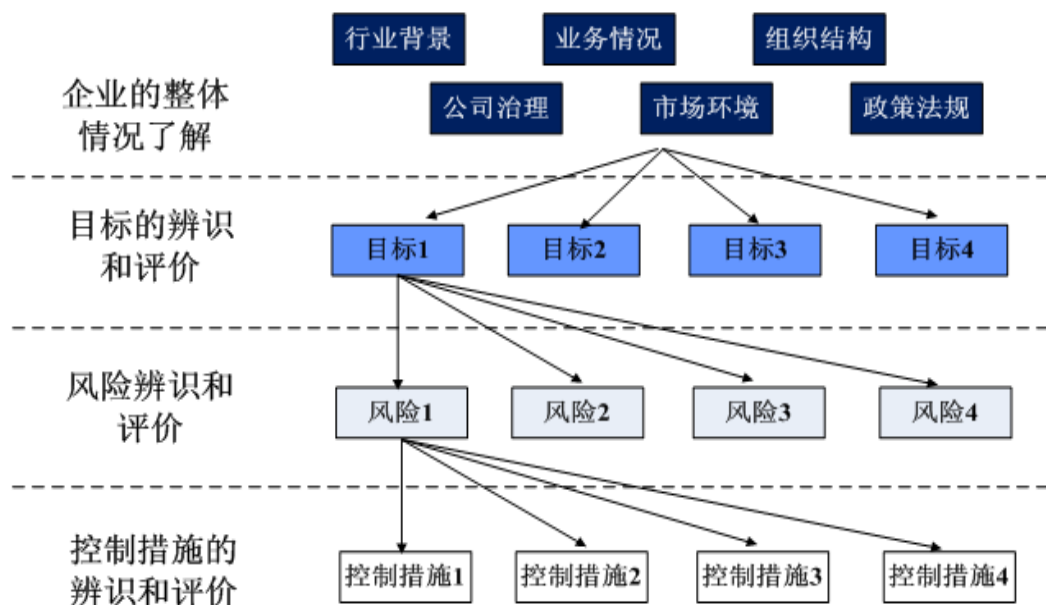 行业背景
业务情况
组织结构
企业的整体
情况了解
公司治理
市场环境
政策法规
目标的辨识
和评价
目标1
目标2
目标3
目标4
风险辨识和
评价
风险1
风险2
风险3
风险4
控制措施的
辨识和评价
控制措施1
控制措施2
控制措施3
控制措施4